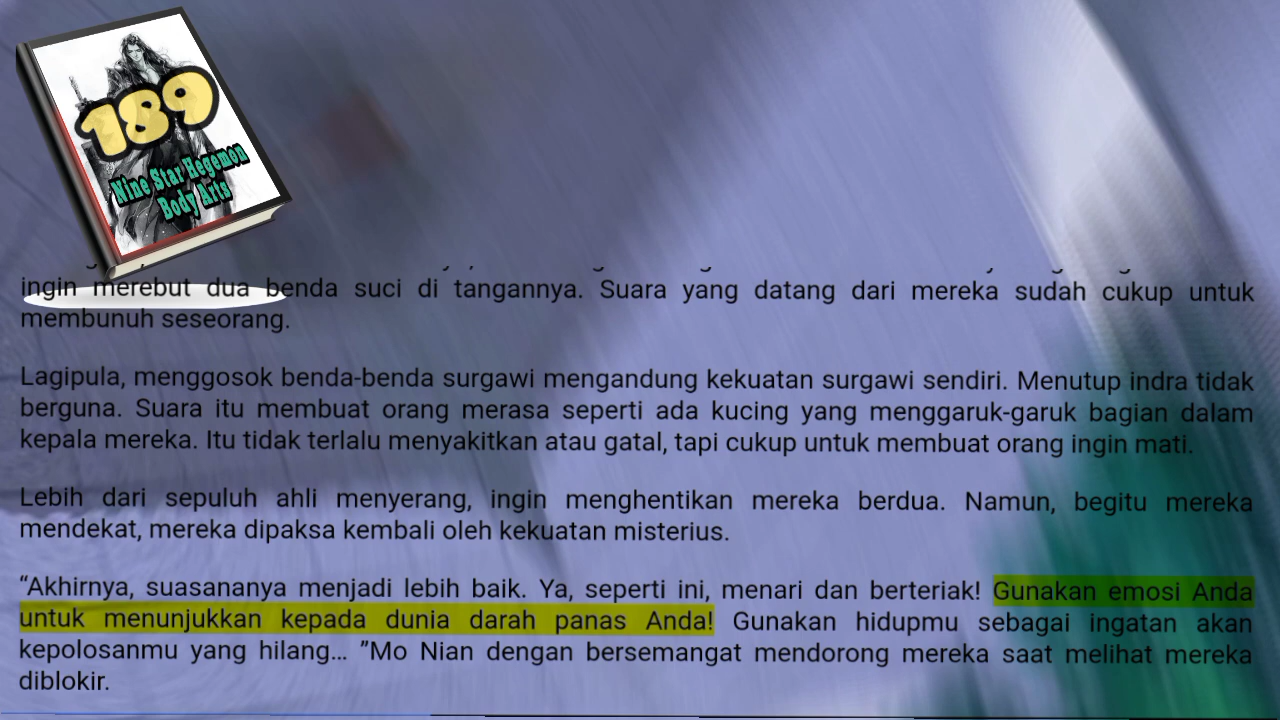 189
Nine Star Hegemon
Body Arts
ingin merebut dua benda suci di tangannya. Suara yang datang dari mereka sudah cukup untuk
membunuh seseorang.
Lagipula, menggosok benda-benda surgawi mengandung kekuatan surgawi sendiri. Menutup indra tidak
berguna. Suara itu membuat orang merasa seperti ada kucing yang menggaruk-garuk bagian dalam
kepala mereka. Itu tidak terlalu menyakitkan atau gatal, tapi cukup untuk membuat orang ingin mati.
Lebih dari sepuluh ahli menyerang, ingin menghentikan mereka berdua. Namun, begitu mereka
mendekat, mereka dipaksa kembali oleh kekuatan misterius.
“Akhirnya, suasananya menjadi lebih baik. Ya, seperti ini, menari dan berteriak! Gunakan emosi Anda
untuk menunjukkan kepada dunia darah panas Anda! Gunakan hidupmu sebagai ingatan akan
kepolosanmu yang hilang… ”Mo Nian dengan bersemangat mendorong mereka saat melihat mereka
diblokir.